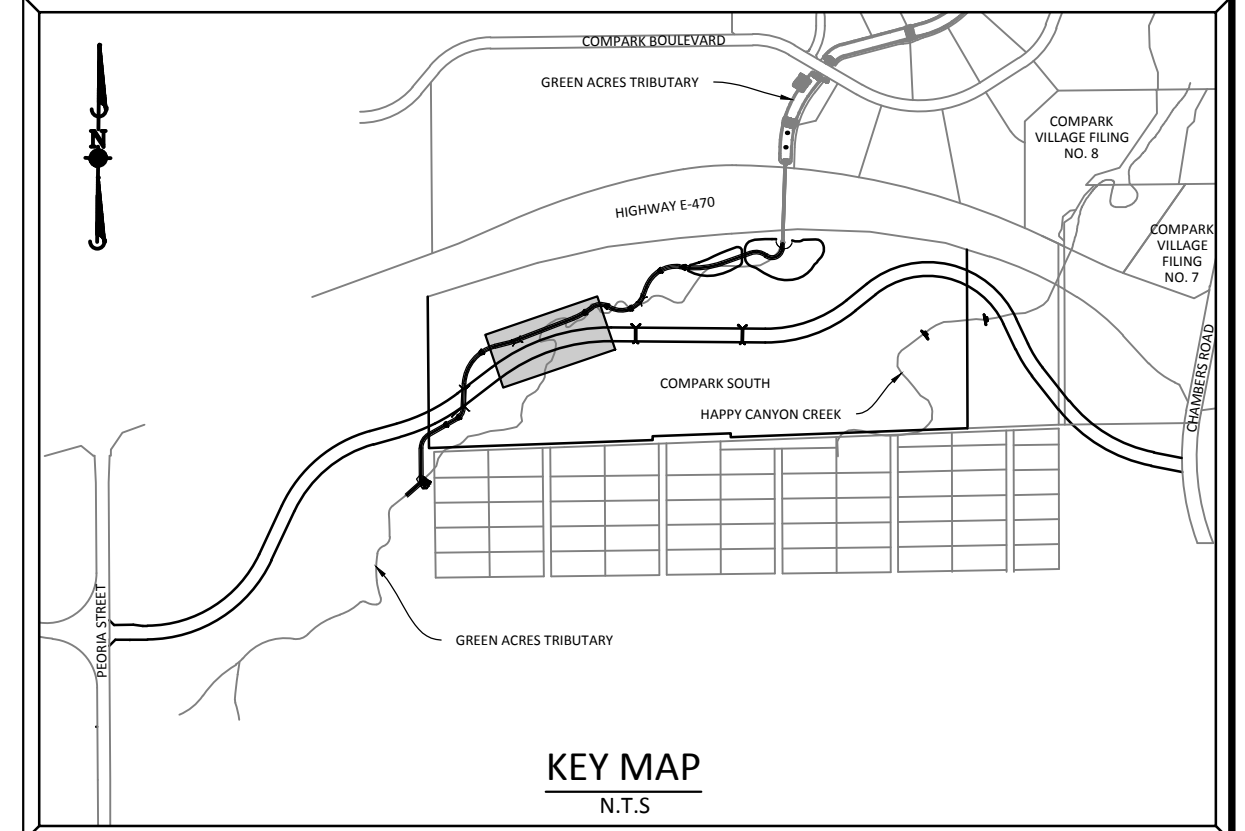 COMPARK BOULEVARD
GREEN ACRES TRIBUTARY
N
COMPARK
VILLAGE FILING
NO. 8
HIGHWAY E-470
COMPARK
VILLAGE
FILING
NO. 7
CHAMBERS ROAD
COMPARK SOUTH
HAPPY CANYON CREEK
PEORIA STREET
GREEN ACRES TRIBUTARY
KEY MAP
N.T.S